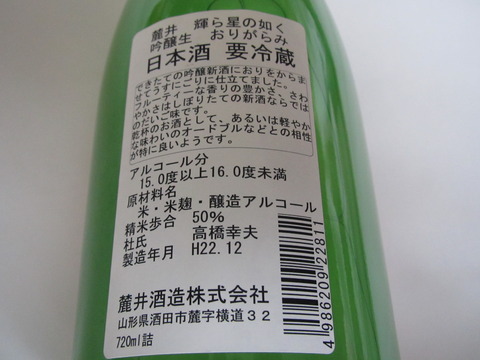 麓井　輝ら星の如く
吟醸生　おりがらみ
日本酒　要冷蔵
できたての吟醸新酒におりをからま
せてうすにごりに仕立てました。
フルーティーな香りの豊かさ、さわ
やかな味わいはしぼりたての新酒ならでは
の乾杯のお酒として、あるいは軽やか
な味わいのオードブルなどとの相性
が特に良いようです。
アルコール分
15.0度以上16.0度未満
原材料名
米・米麹・醸造アルコール
精米歩合　50%
杜氏　高橋幸夫
製造年月　H22.12
麓井酒造株式会社
山形県酒田市麓字横道32
720ml詰
4 986209 22811